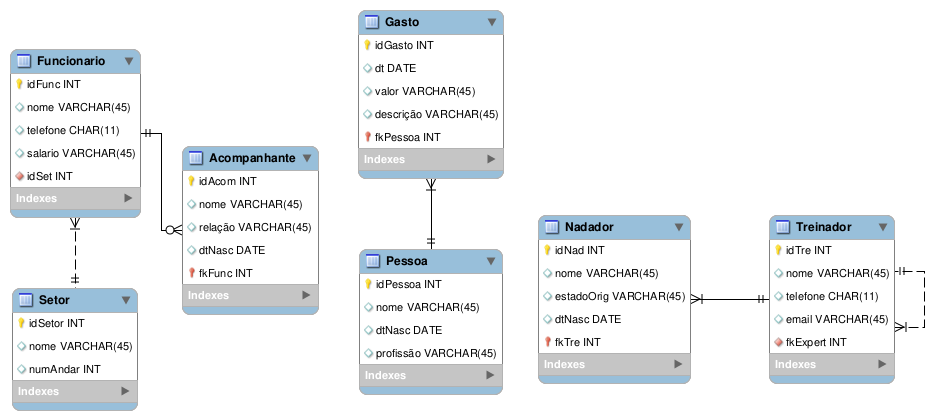 Funcionario
idFunc INT
nome VARCHAR(45)
telefone CHAR(11)
salario VARCHAR(45)
idSet INT
Indexes
Setor
idSetor INT
nome VARCHAR(45)
numAndar INT
Indexes
Acompanhante
idAcom INT
nome VARCHAR(45)
relação VARCHAR(45)
dtNasc DATE
fkFunc INT
Indexes
Gasto
idGasto INT
dt DATE
valor VARCHAR(45)
descrição VARCHAR(45)
fkPessoa INT
Indexes
Pessoa
idPessoa INT
nome VARCHAR(45)
dtNasc DATE
profissão VARCHAR(45)
Indexes
Nadador
idNad INT
nome VARCHAR(45)
estadoOrig VARCHAR(45)
dtNasc DATE
fkTre INT
Indexes
Treinador
idTre INT
nome VARCHAR(45)
telefone CHAR(11)
email VARCHAR(45)
fkExpert INT
Indexes